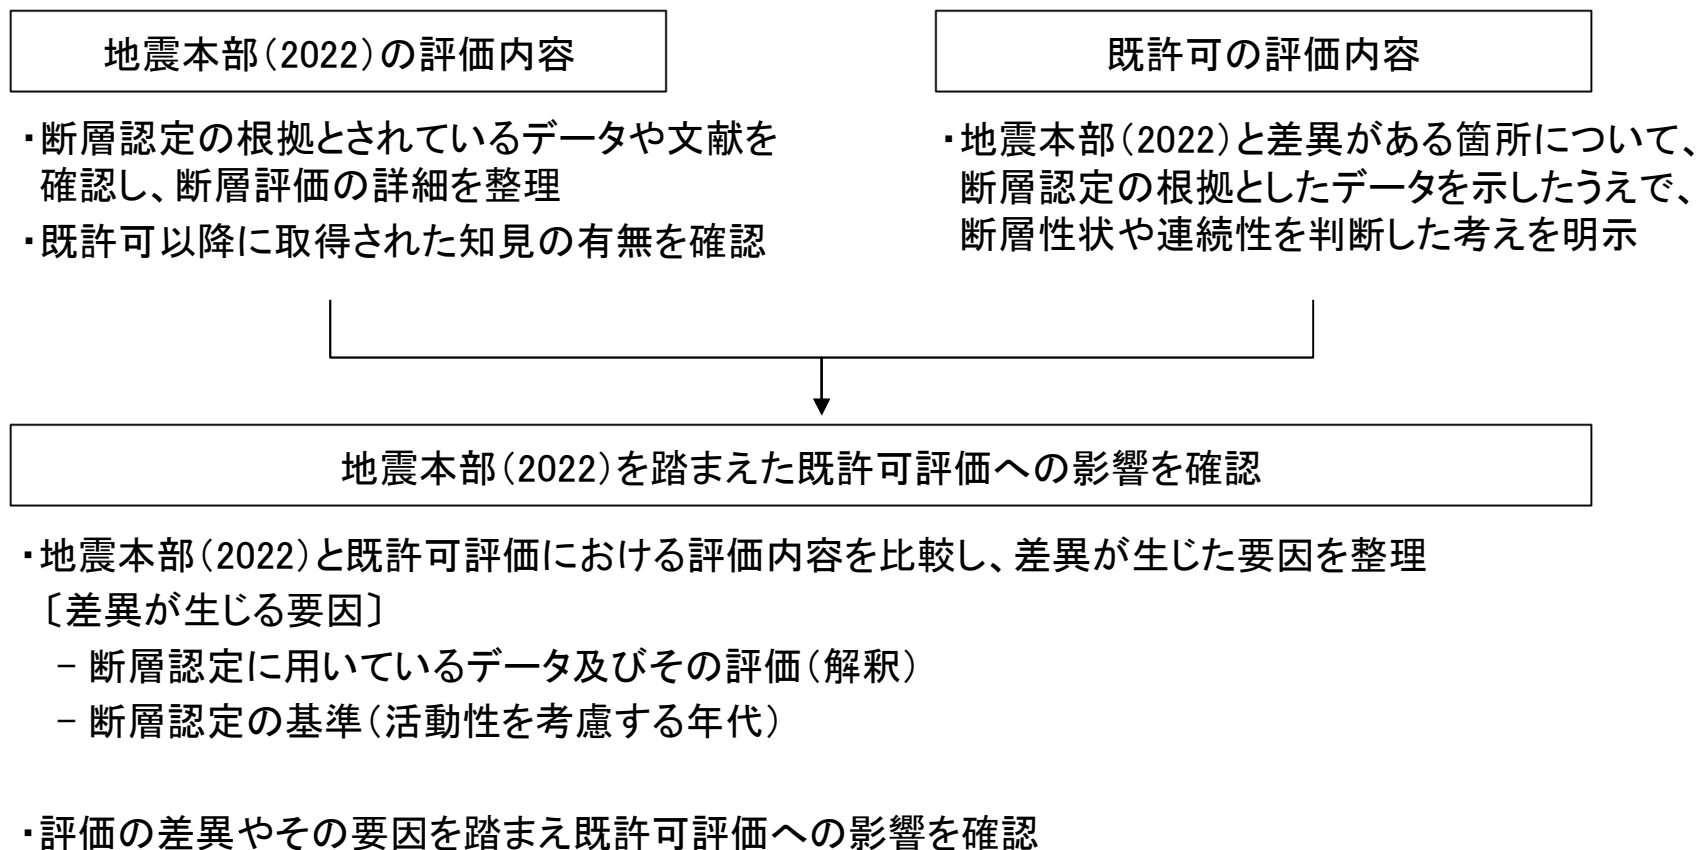 地震本部(2022)の評価内容
・断層認定の根拠とされているデータや文献を
確認し、断層評価の詳細を整理
・既許可以降に取得された知見の有無を確認
既許可の評価内容
・地震本部(2022)と差異がある箇所について、
断層認定の根拠としたデータを示したうえで、
断層性状や連続性を判断した考えを明示
地震本部(2022)を踏まえた既許可評価への影響を確認
・地震本部(2022)と既許可評価における評価内容を比較し、差異が生じた要因を整理
〔差異が生じる要因〕
− 断層認定に用いているデータ及びその評価(解釈)
− 断層認定の基準(活動性を考慮する年代)
・評価の差異やその要因を踏まえ既許可評価への影響を確認